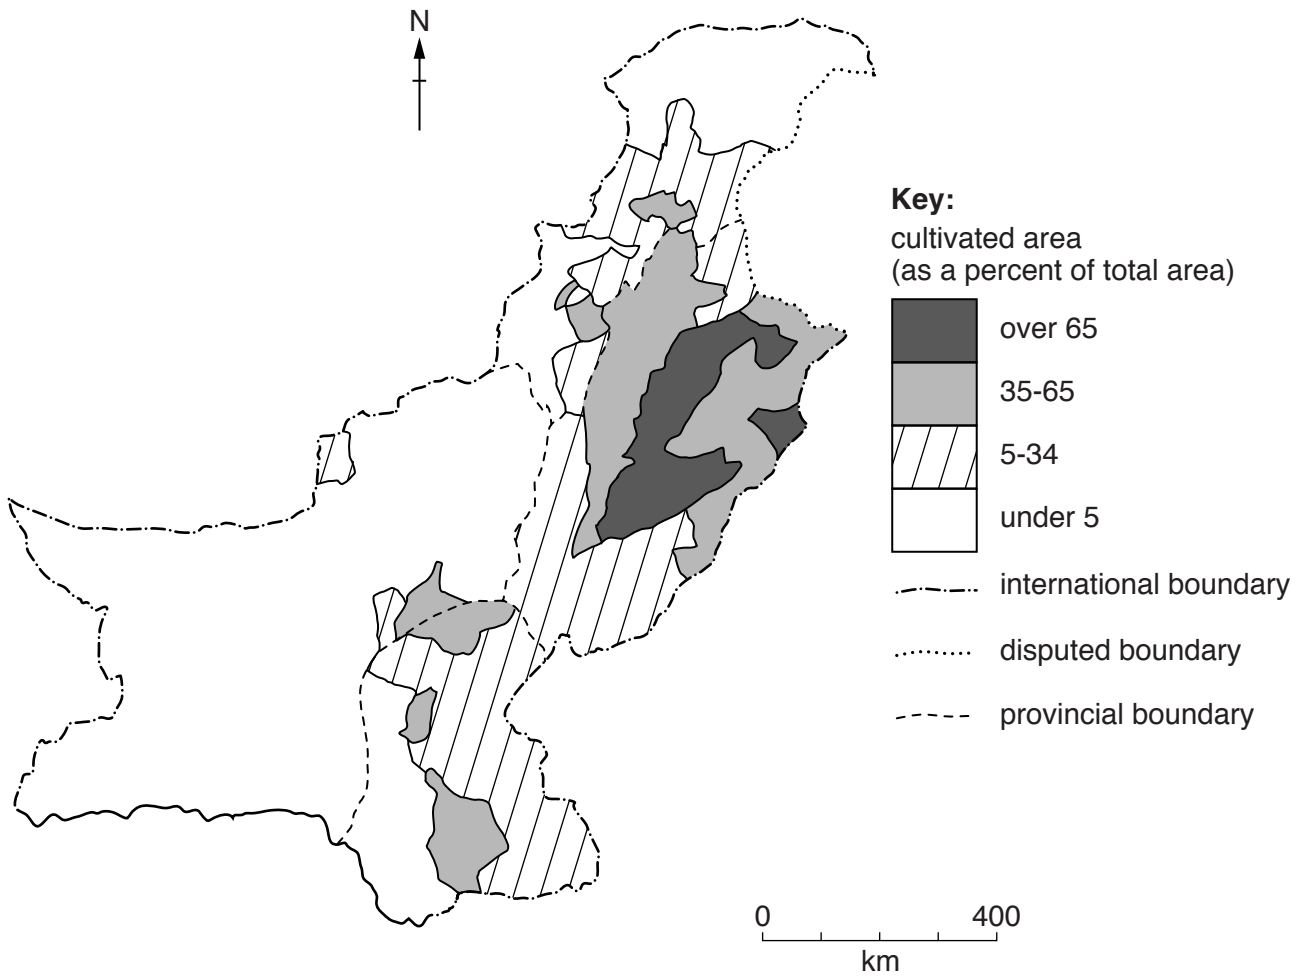 N
Key:
cultivated area
(as a percent of total area)
over 65
35-65
5-34
under 5
international boundary
disputed boundary
provincial boundary
0 400
km